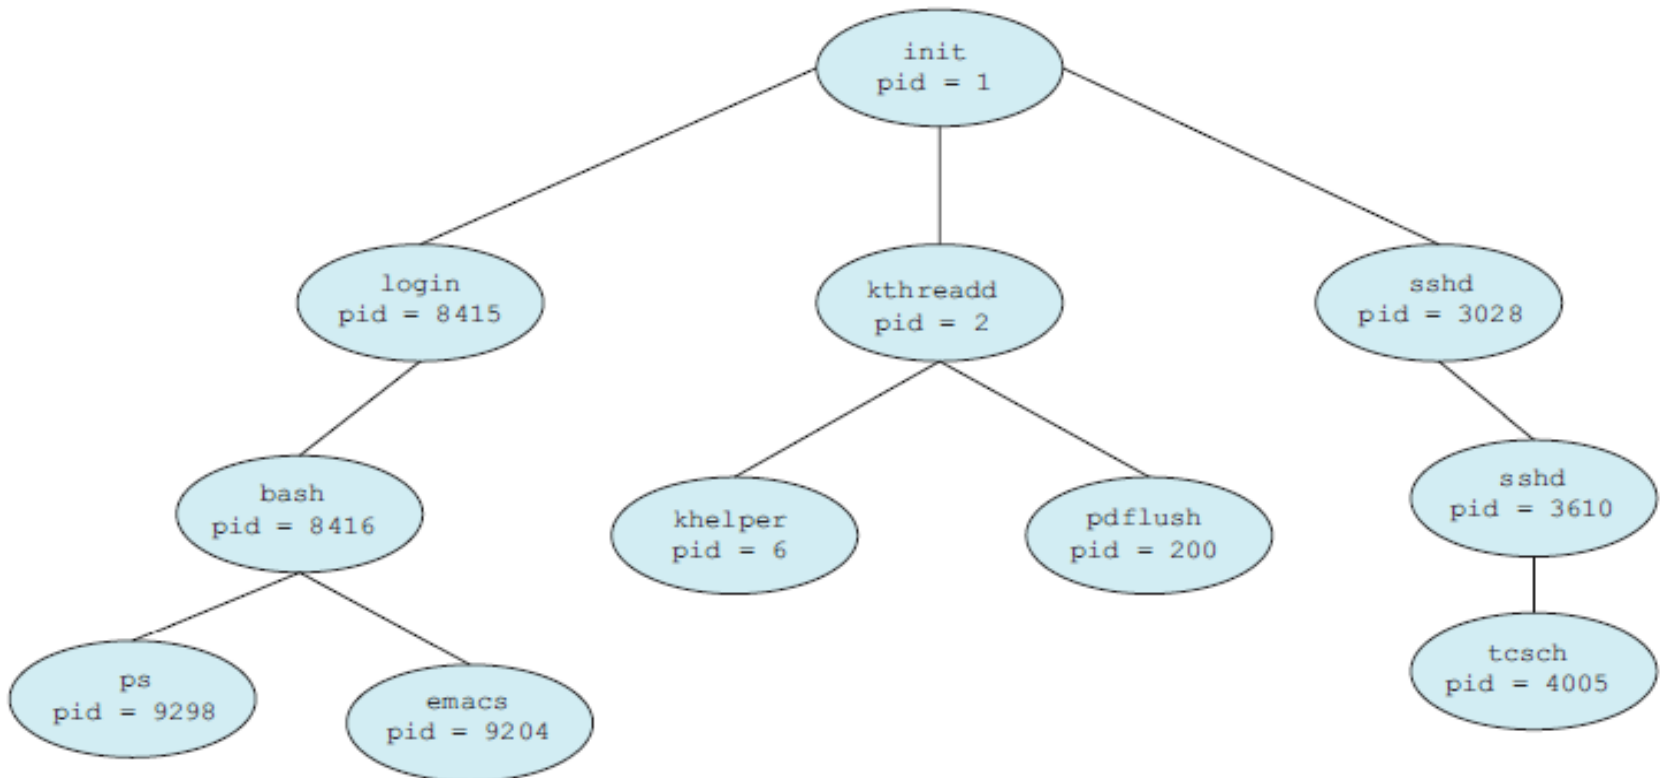 init
pid = 1
login
pid = 8415
kthreadd
pid = 2
sshd
pid = 3028
bash
pid = 8416
khelper
pid = 6
pdflush
pid = 200
sshd
pid = 3610
ps
pid = 9298
emacs
pid = 9204
tcsch
pid = 4005